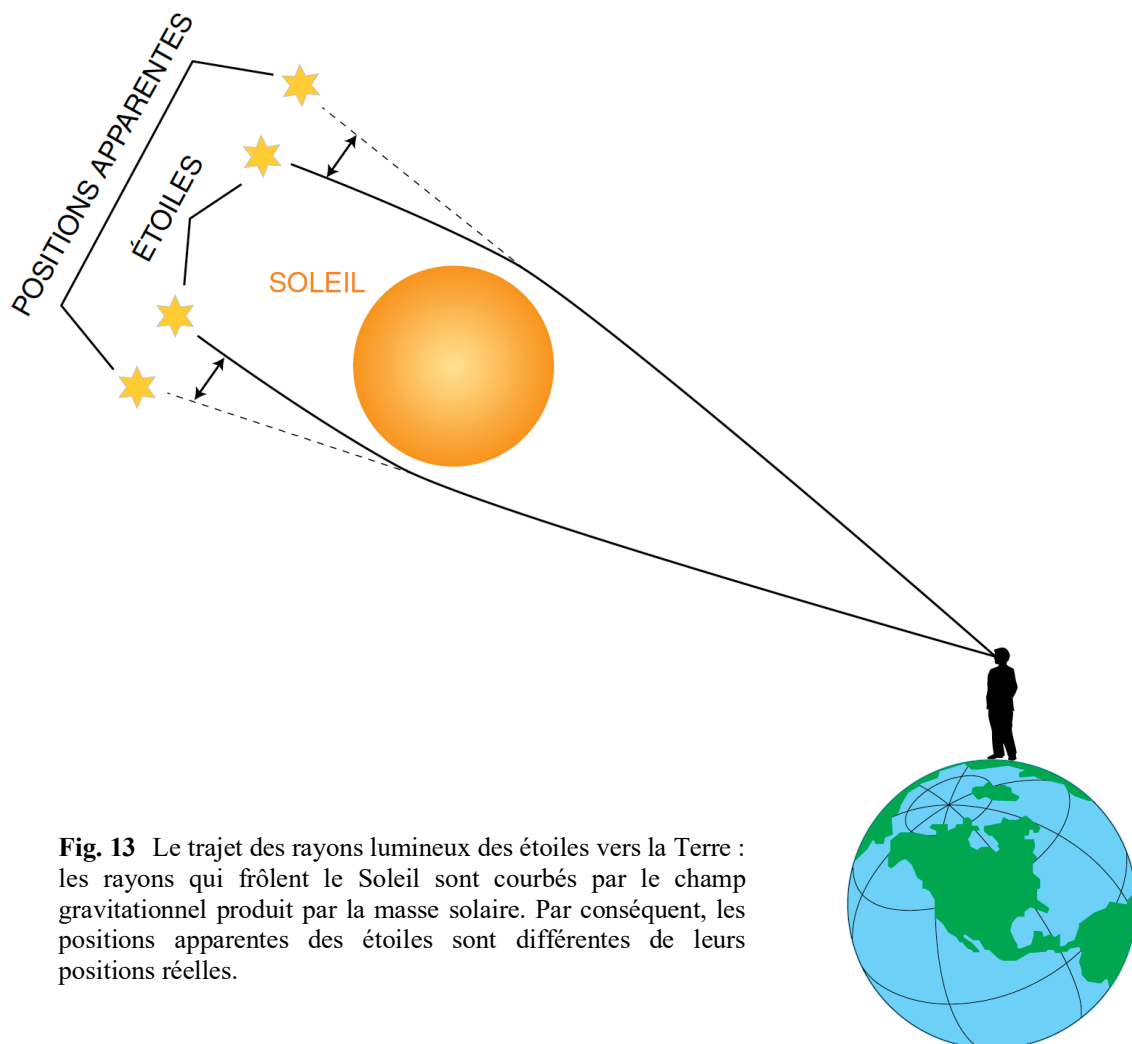 POSITIONS APPARENTES
ÉTOILES
SOLEIL
Fig. 13 Le trajet des rayons lumineux des étoiles vers la Terre :
les rayons qui frôlent le Soleil sont courbés par le champ
gravitationnel produit par la masse solaire. Par conséquent, les
positions apparentes des étoiles sont différentes de leurs
positions réelles.